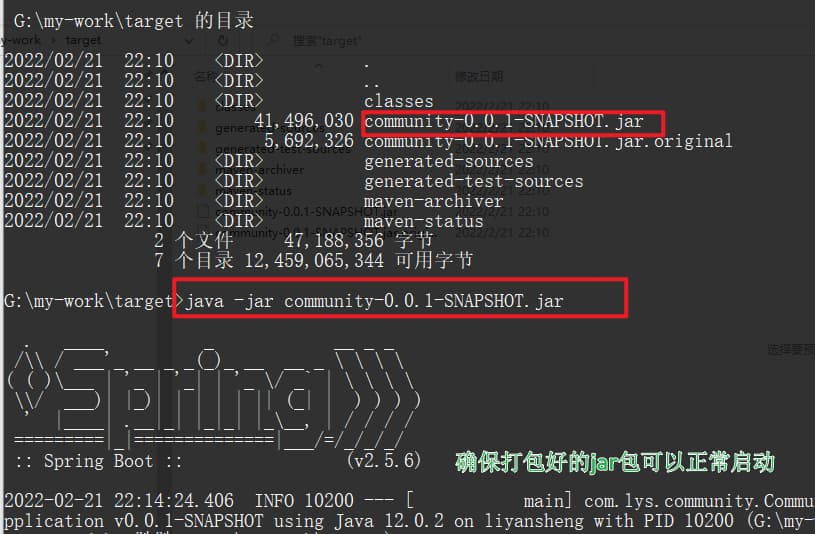 G:\my-work\target 的目录
2022/02/21  22:10    <DIR>          .
2022/02/21  22:10    <DIR>          ..
2022/02/21  22:10    <DIR>          classes
2022/02/21  22:10        41,496,030 community-0.0.1-SNAPSHOT.jar
2022/02/21  22:10         5,692,326 community-0.0.1-SNAPSHOT.jar.original
2022/02/21  22:10    <DIR>          generated-sources
2022/02/21  22:10    <DIR>          generated-test-sources
2022/02/21  22:10    <DIR>          maven-archiver
2022/02/21  22:10    <DIR>          maven-status
2 个文件     47,188,356 字节
7 个目录 12,459,065,344 可用字节
G:\my-work\target>java -jar community-0.0.1-SNAPSHOT.jar
Spring
:: Spring Boot ::                (v2.5.6)
确保打包好的jar包可以正常启动
2022-02-21 22:14:24.406  INFO 10200 --- [           main] com.lys.community.Commu
pplication v0.0.1-SNAPSHOT using Java 12.0.2 on liyansheng with PID 10200 (G:\my-